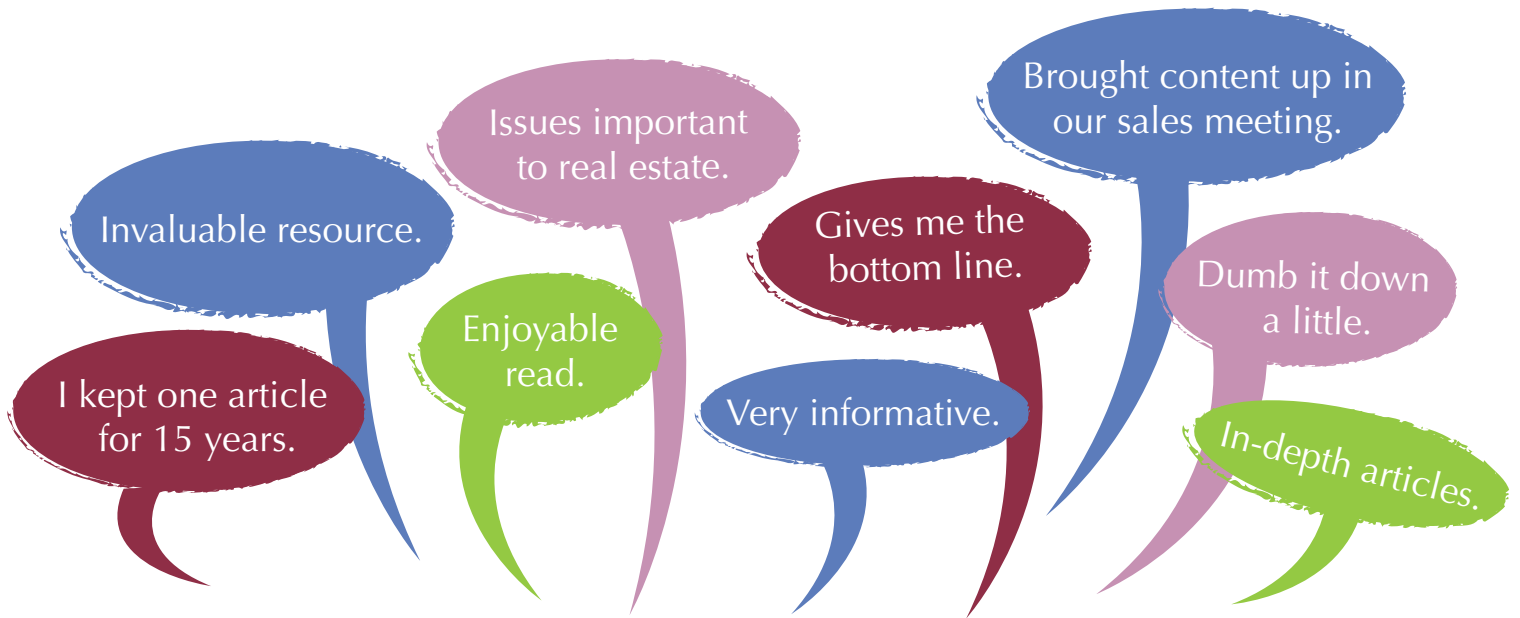 Brought content up in
our sales meeting.
Issues important
to real estate.
Invaluable resource.
Gives me the
bottom line.
Dumb it down
a little.
Enjoyable
read.
I kept one article
for 15 years.
Very informative.
In-depth articles.